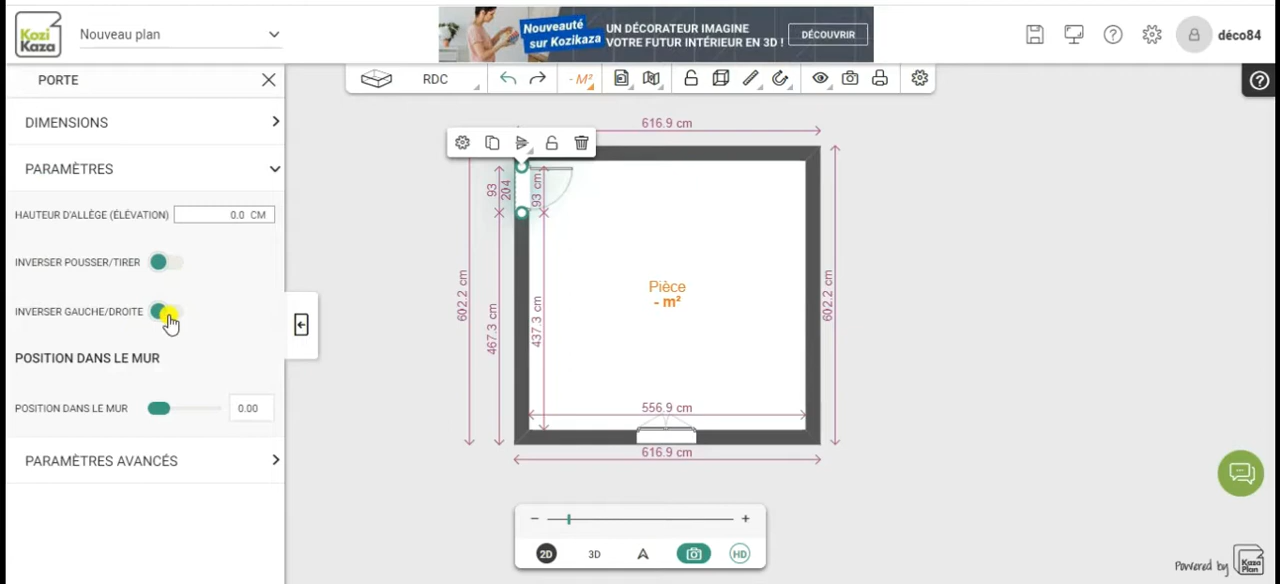 Kozi
Kaza
Nouveau plan
Nouveauté
sur Kozikaza
UN DÉCORATEUR IMAGINE
VOTRE FUTUR INTÉRIEUR EN 3D !
DÉCOUVRIR
déco84
PORTE
RDC
- M²
DIMENSIONS
PARAMÈTRES
HAUTEUR D'ALLÈGE (ÉLÉVATION)
0.0 CM
INVERSER POUSSER/TIRER
INVERSER GAUCHE/DROITE
POSITION DANS LE MUR
POSITION DANS LE MUR
0.00
PARAMÈTRES AVANCÉS
616.9 cm
93
204
93 cm
602.2 cm
467.3 cm
437.3 cm
Pièce
- m²
602.2 cm
556.9 cm
616.9 cm
2D
3D
HD
Powered by
Kaza
Plan